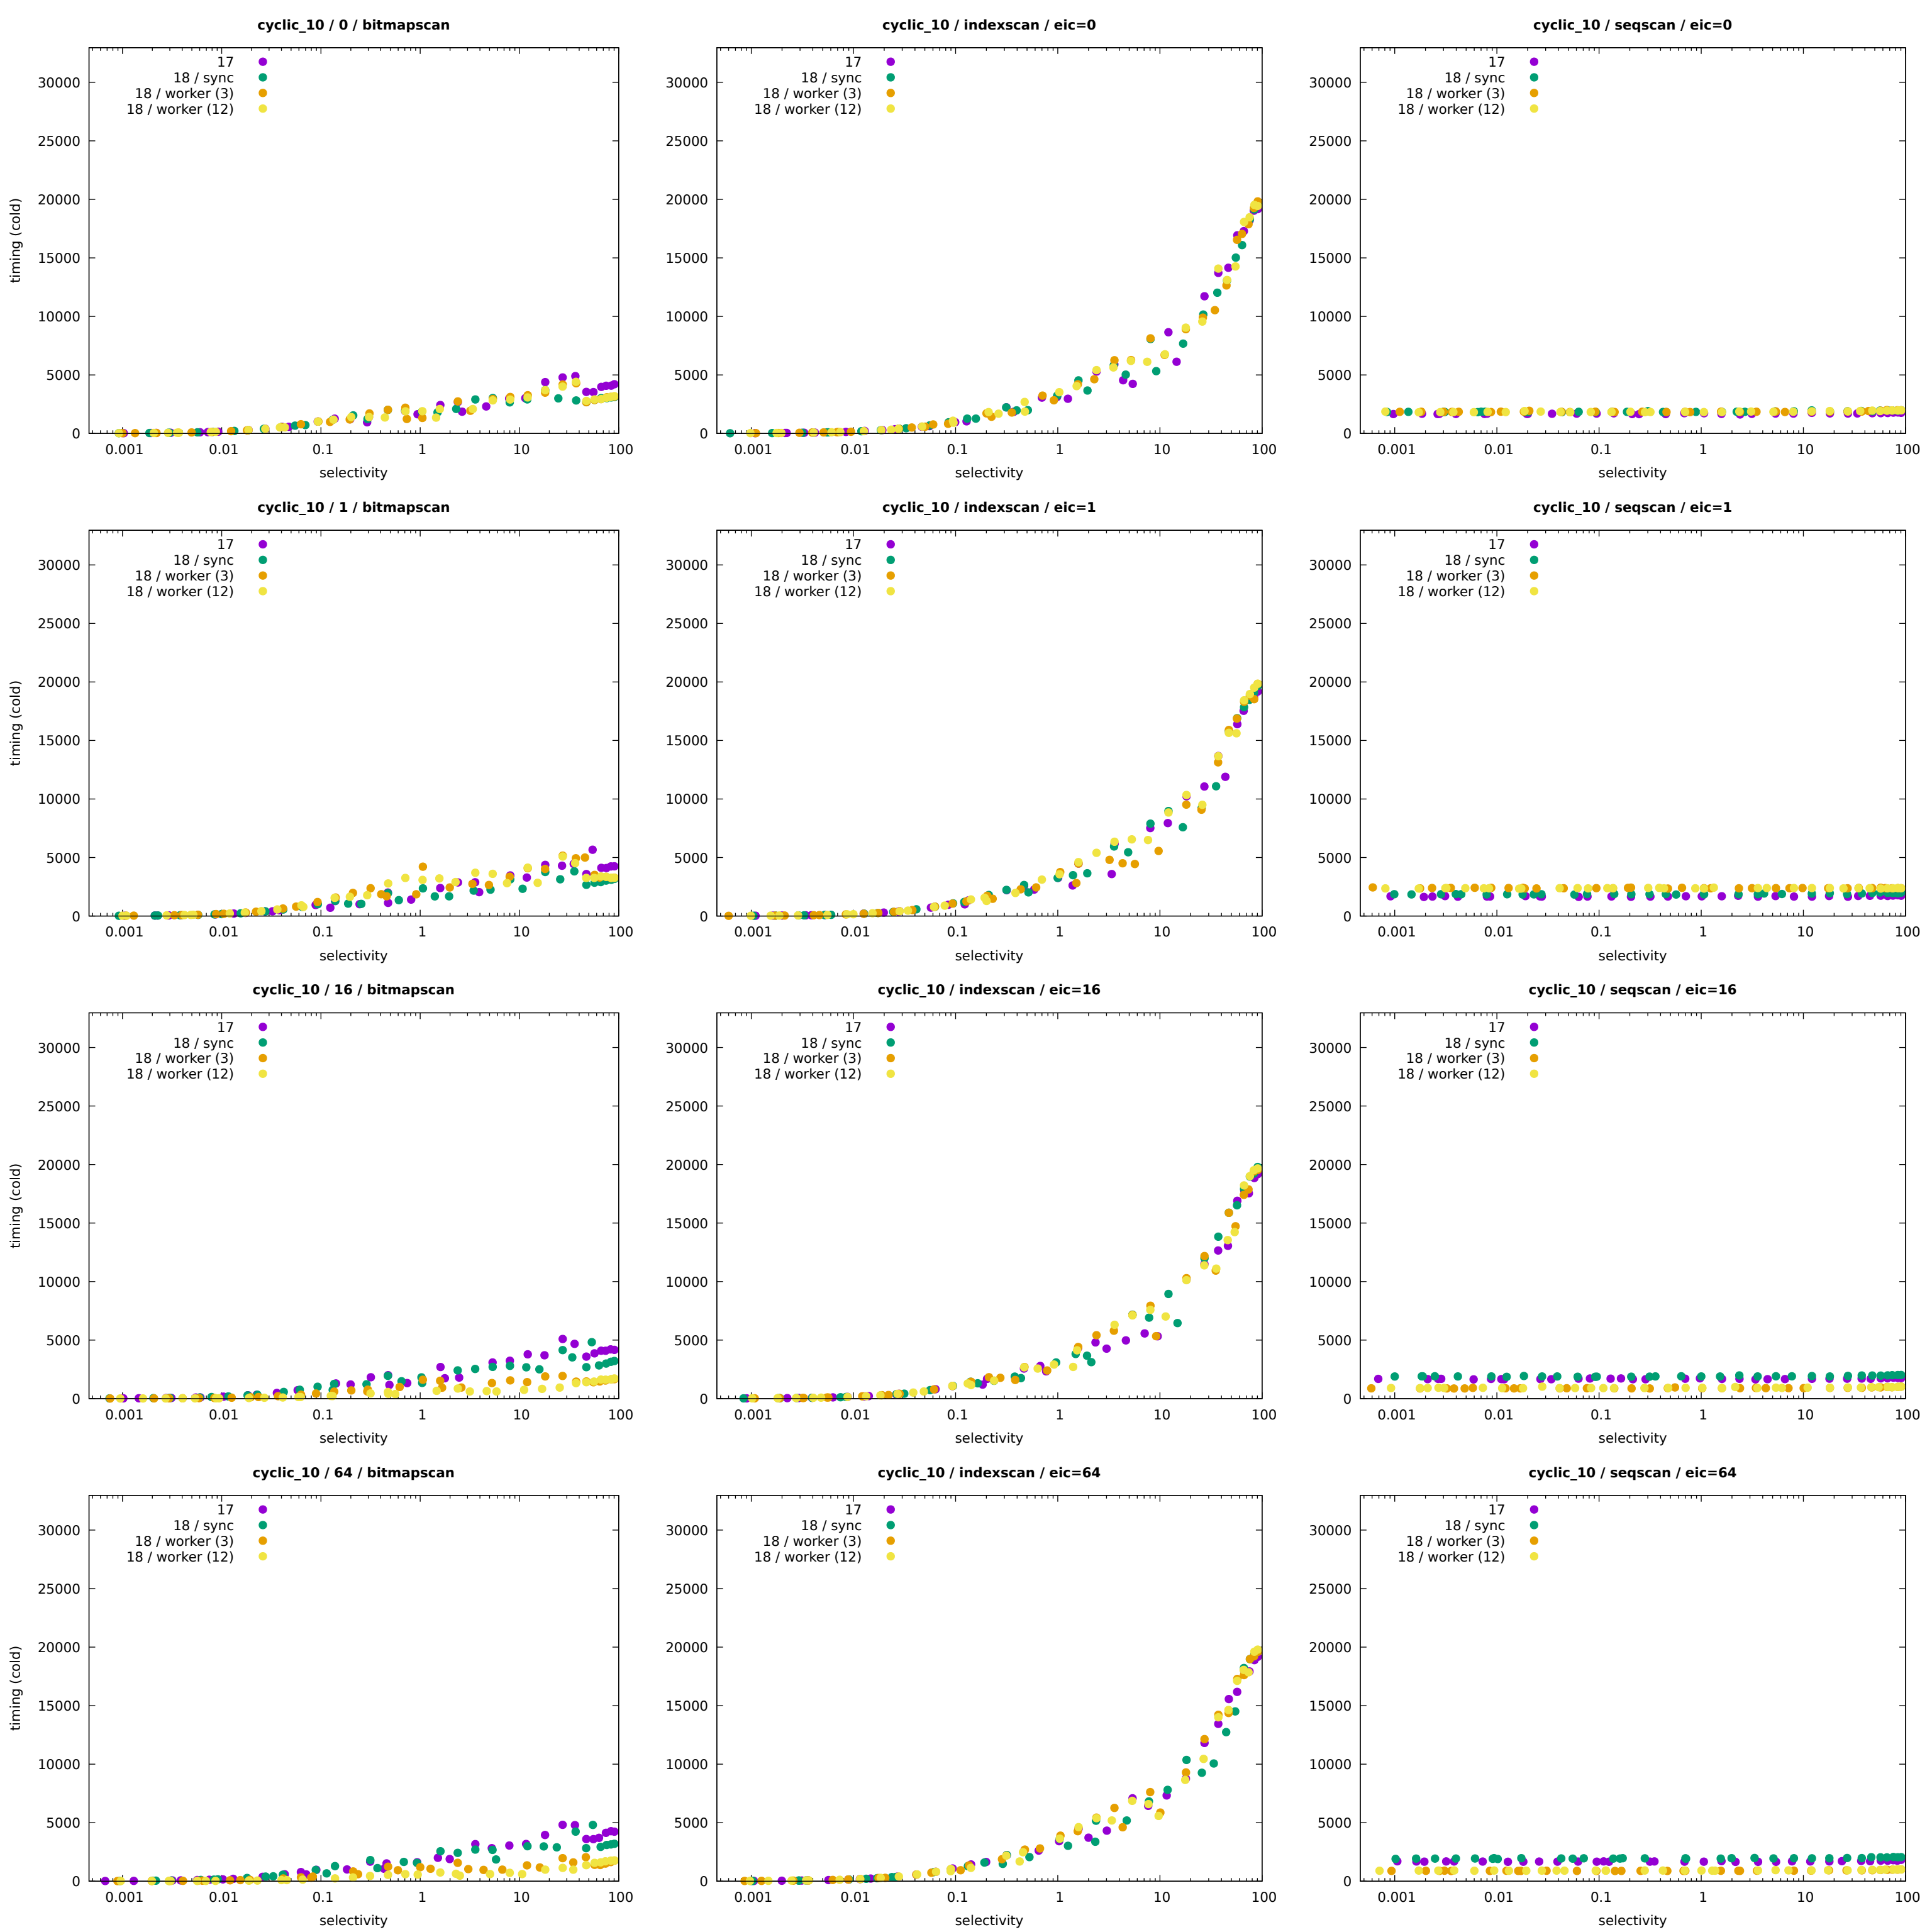 cyclic_10 / 0 / bitmapscan
17
18 / sync
18 / worker (3)
18 / worker (12)
timing (cold)
30000
25000
20000
15000
10000
5000
0
0.001 0.01 0.1 1 10 100
selectivity
cyclic_10 / indexscan / eic=0
17
18 / sync
18 / worker (3)
18 / worker (12)
30000
25000
20000
15000
10000
5000
0
0.001 0.01 0.1 1 10 100
selectivity
cyclic_10 / seqscan / eic=0
17
18 / sync
18 / worker (3)
18 / worker (12)
30000
25000
20000
15000
10000
5000
0
0.001 0.01 0.1 1 10 100
selectivity
cyclic_10 / 1 / bitmapscan
17
18 / sync
18 / worker (3)
18 / worker (12)
timing (cold)
30000
25000
20000
15000
10000
5000
0
0.001 0.01 0.1 1 10 100
selectivity
cyclic_10 / indexscan / eic=1
17
18 / sync
18 / worker (3)
18 / worker (12)
30000
25000
20000
15000
10000
5000
0
0.001 0.01 0.1 1 10 100
selectivity
cyclic_10 / seqscan / eic=1
17
18 / sync
18 / worker (3)
18 / worker (12)
30000
25000
20000
15000
10000
5000
0
0.001 0.01 0.1 1 10 100
selectivity
cyclic_10 / 16 / bitmapscan
17
18 / sync
18 / worker (3)
18 / worker (12)
timing (cold)
30000
25000
20000
15000
10000
5000
0
0.001 0.01 0.1 1 10 100
selectivity
cyclic_10 / indexscan / eic=16
17
18 / sync
18 / worker (3)
18 / worker (12)
30000
25000
20000
15000
10000
5000
0
0.001 0.01 0.1 1 10 100
selectivity
cyclic_10 / seqscan / eic=16
17
18 / sync
18 / worker (3)
18 / worker (12)
30000
25000
20000
15000
10000
5000
0
0.001 0.01 0.1 1 10 100
selectivity
cyclic_10 / 64 / bitmapscan
17
18 / sync
18 / worker (3)
18 / worker (12)
timing (cold)
30000
25000
20000
15000
10000
5000
0
0.001 0.01 0.1 1 10 100
selectivity
cyclic_10 / indexscan / eic=64
17
18 / sync
18 / worker (3)
18 / worker (12)
30000
25000
20000
15000
10000
5000
0
0.001 0.01 0.1 1 10 100
selectivity
cyclic_10 / seqscan / eic=64
17
18 / sync
18 / worker (3)
18 / worker (12)
30000
25000
20000
15000
10000
5000
0
0.001 0.01 0.1 1 10 100
selectivity